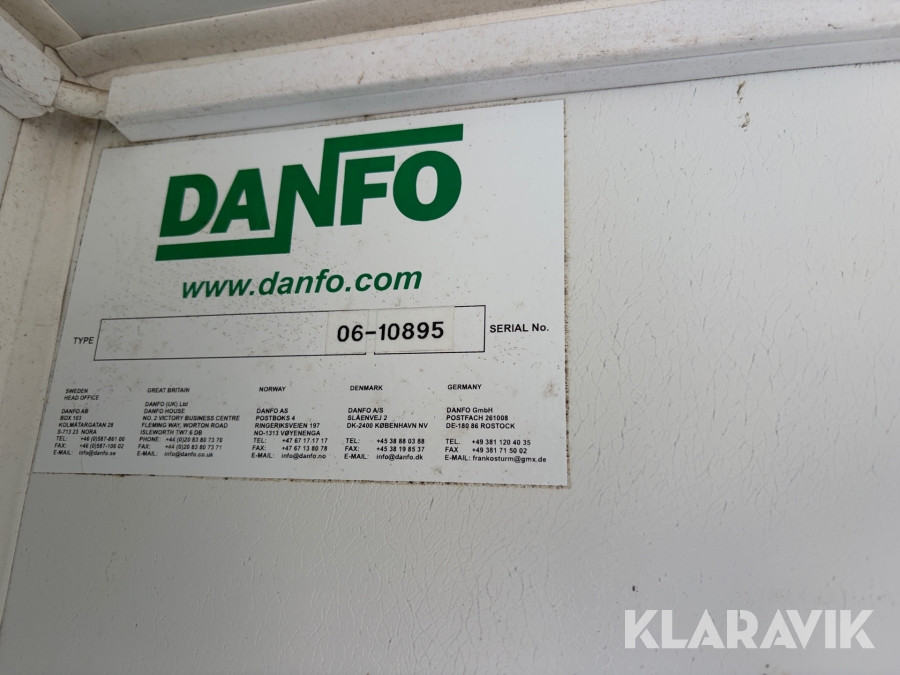 DANFO
www.danfo.com
TYPE 06-10895 SERIAL No.
SWEDEN
HEAD OFFICE
DANFO AB
BOX 103
KOLMÄTARGATAN 28
S-713 23 NORA
TEL: +46 (0)587-861 00
FAX: +46 (0)587-106 02
E-MAIL: info@danfo.se
GREAT BRITAIN
DANFO (UK) Ltd
DANFO HOUSE
NO. 2 VICTORY BUSINESS CENTRE
FLEMING WAY, WORTON ROAD
ISLEWORTH TW7 6 DB
PHONE: +44 (0)20 83 80 73 70
FAX: +44 (0)20 83 80 73 71
E-MAIL: info@danfo.co.uk
NORWAY
DANFO AS
POSTBOKS 4
RINGERIKSVEIEN 197
NO-1313 VØYENENGA
TEL: +47 67 17 17 17
FAX: +47 67 13 80 78
E-MAIL: info@danfo.no
DENMARK
DANFO A/S
SLÅENVEJ 2
DK-2400 KØBENHAVN NV
TEL: +45 38 88 03 88
FAX: +45 38 19 85 37
E-MAIL: info@danfo.dk
GERMANY
DANFO GmbH
POSTFACH 261008
DE-180 86 ROSTOCK
TEL.: +49 381 120 40 35
FAX +49 381 71 50 02
E-MAIL: frankosturm@gmx.de
KLARAVIK